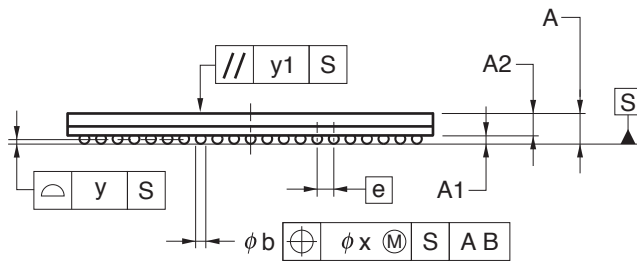 A
A2
// y1 S
S
⌓ y S
e
A1
φb ⌖ φx Ⓜ S A B